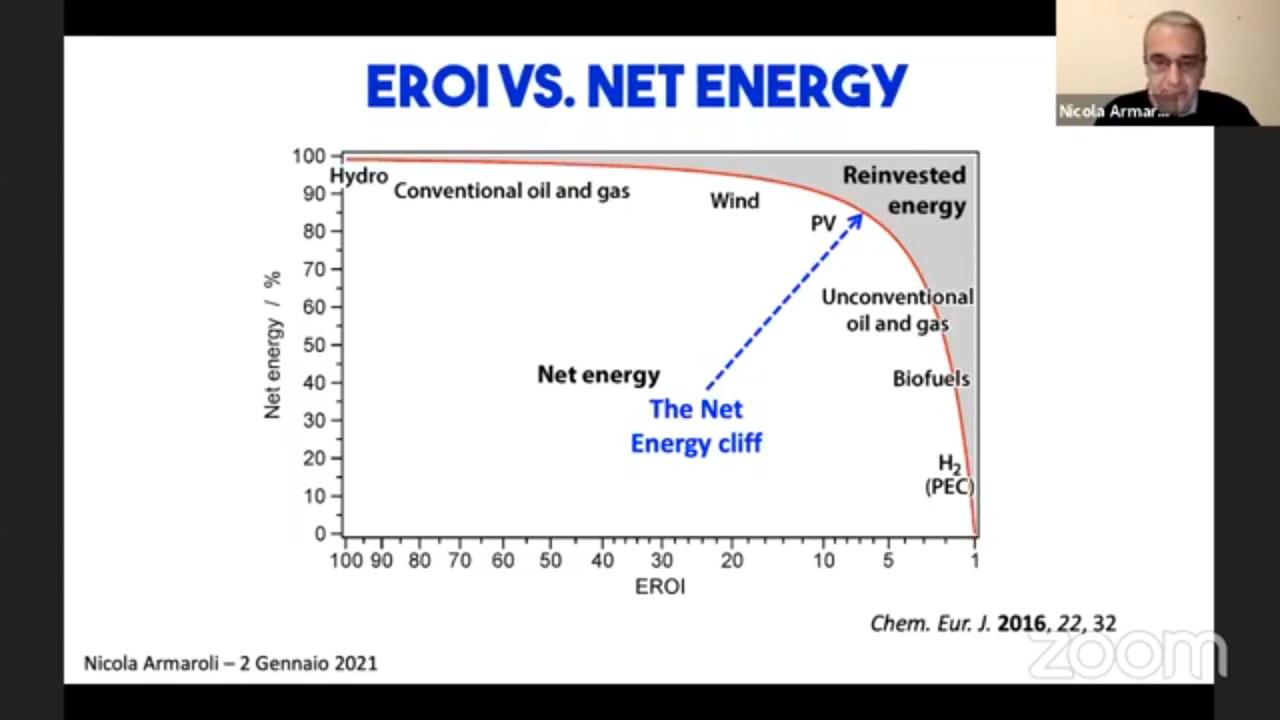 EROI VS. NET ENERGY
Nicola Armar...
100
90
80
70
60
50
40
30
20
10
0
Net energy / %
Hydro
Conventional oil and gas
Wind
PV
Reinvested
energy
Unconventional
oil and gas
Biofuels
H₂
(PEC)
Net energy
The Net
Energy cliff
100 90 80 70 60 50 40 30 20 10 5 1
EROI
Chem. Eur. J. 2016, 22, 32
zoom
Nicola Armaroli – 2 Gennaio 2021